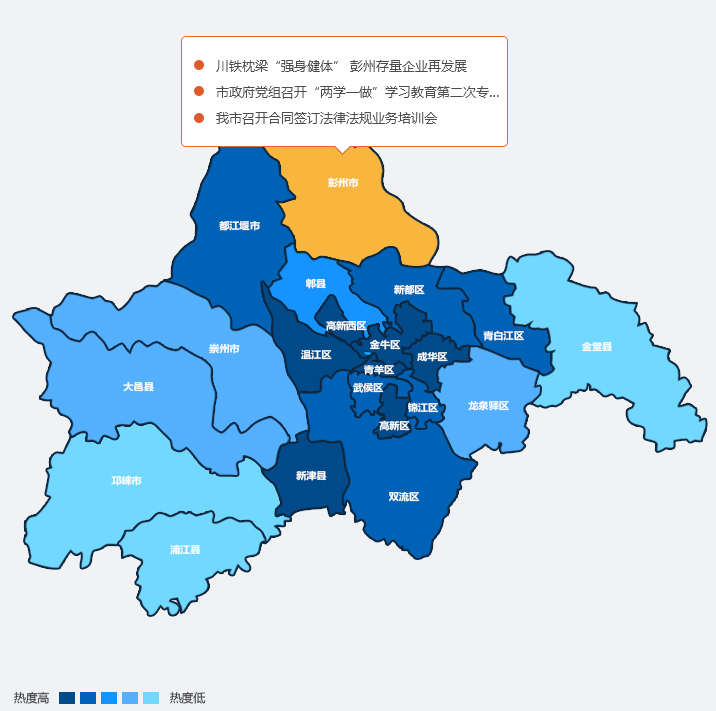 川铁枕梁“强身健体” 彭州存量企业再发展
市政府党组召开“两学一做”学习教育第二次专...
我市召开合同签订法律法规业务培训会
彭州市
都江堰市
郫县
新都区
高新西区
青白江区
金牛区
崇州市
温江区
成华区
金堂县
青羊区
大邑县
武侯区
锦江区
龙泉驿区
高新区
新津县
邛崃市
双流区
浦江县
热度高 热度低